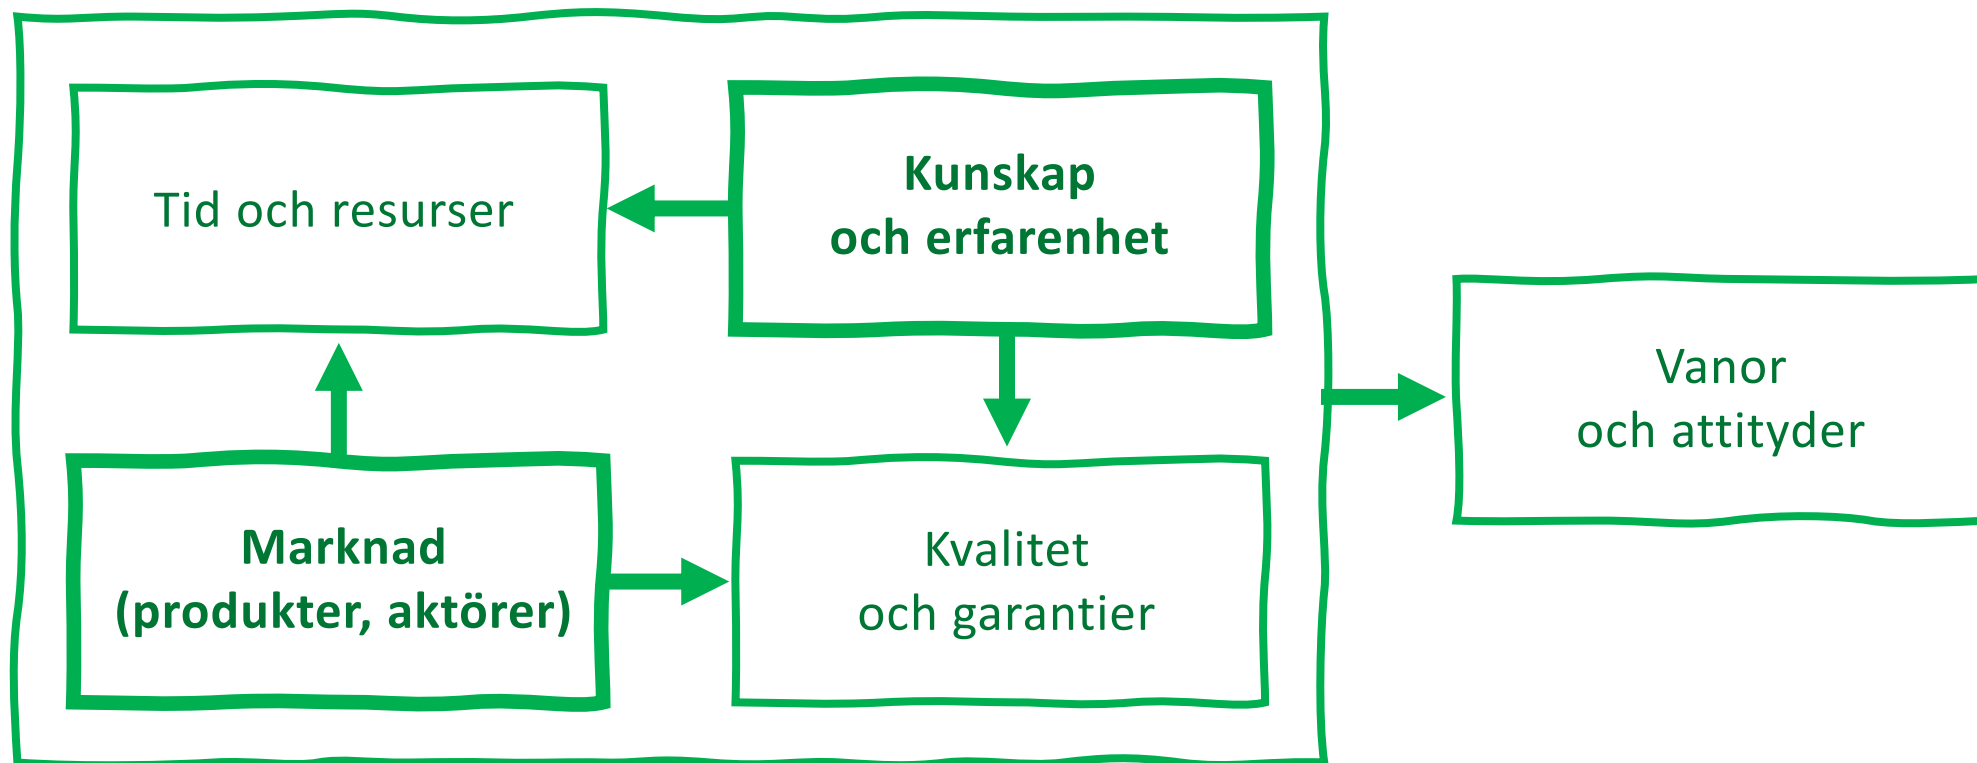 Tid och resurser
Kunskap
och erfarenhet
Marknad
(produkter, aktörer)
Kvalitet
och garantier
Vanor
och attityder